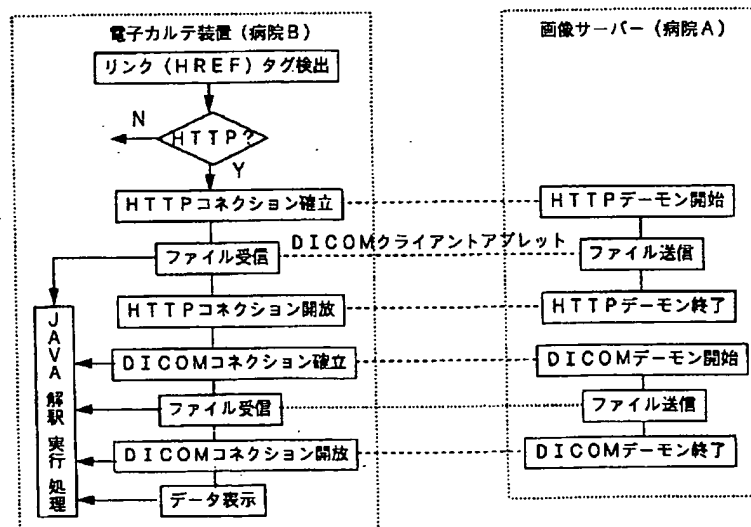 電子カルテ装置（病院B）
画像サーバー（病院A）
リンク（HREF）タグ検出
N
HTTP?
Y
HTTPコネクション確立
HTTPデーモン開始
DICOMクライアントアプレット
ファイル受信
ファイル送信
HTTPコネクション開放
HTTPデーモン終了
JAVA 解釈 実行 処理
DICOMコネクション確立
DICOMデーモン開始
ファイル受信
ファイル送信
DICOMコネクション開放
DICOMデーモン終了
データ表示